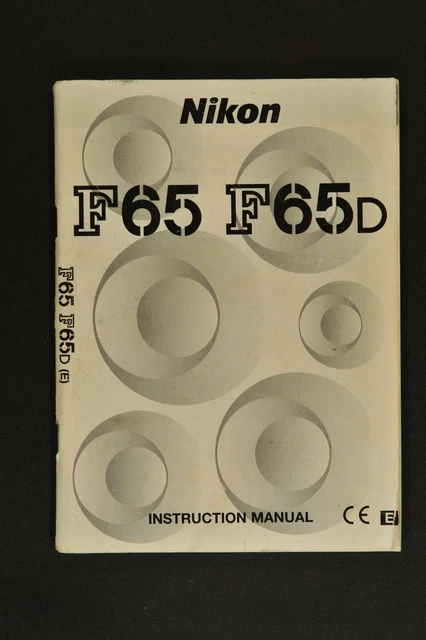 Nikon
F65 F65D
F65 F65D (E)
INSTRUCTION MANUAL CE E